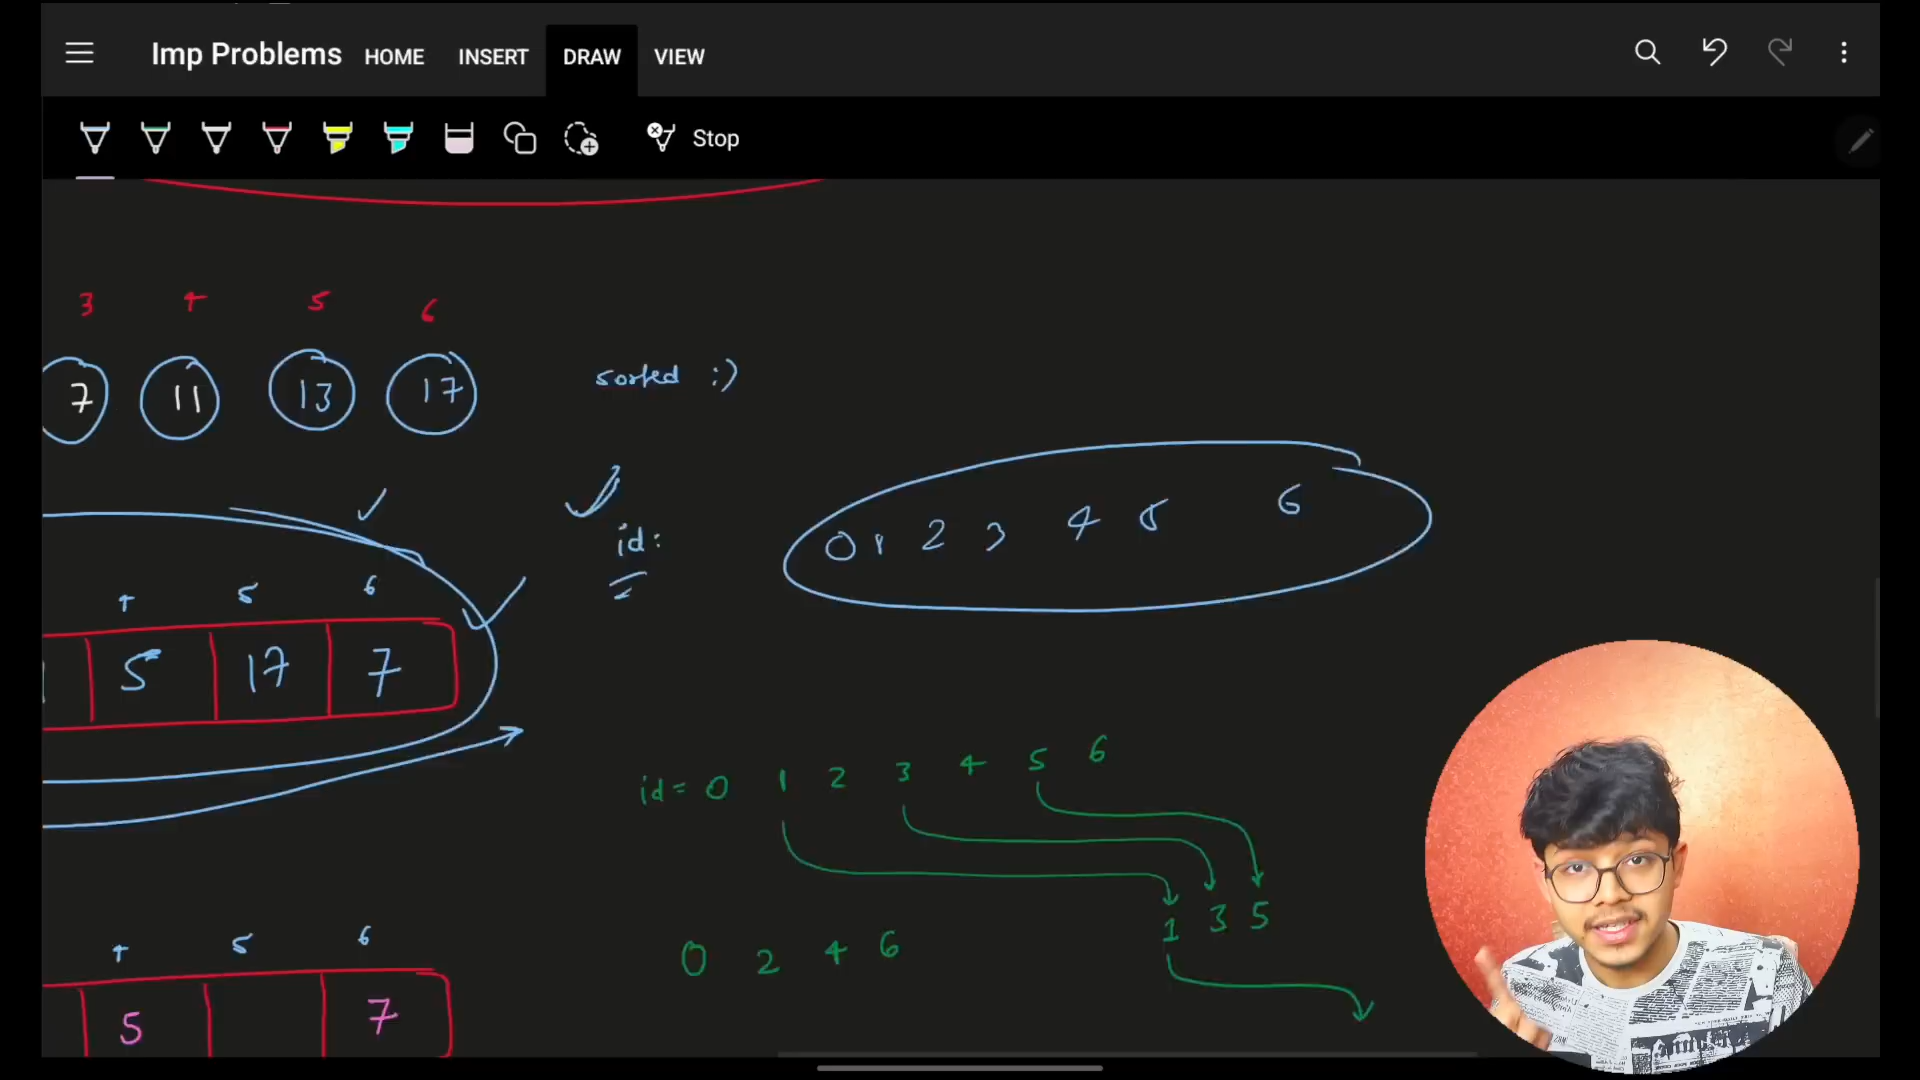 Imp Problems HOME INSERT DRAW VIEW
Stop
3 4 5 6
7 11 13 17
sorted :)
id: 0 1 2 3 4 5 6
4 5 6
5 17 7
id= 0 1 2 3 4 5 6
1 3 5
0 2 4 6
4 5 6
5 7